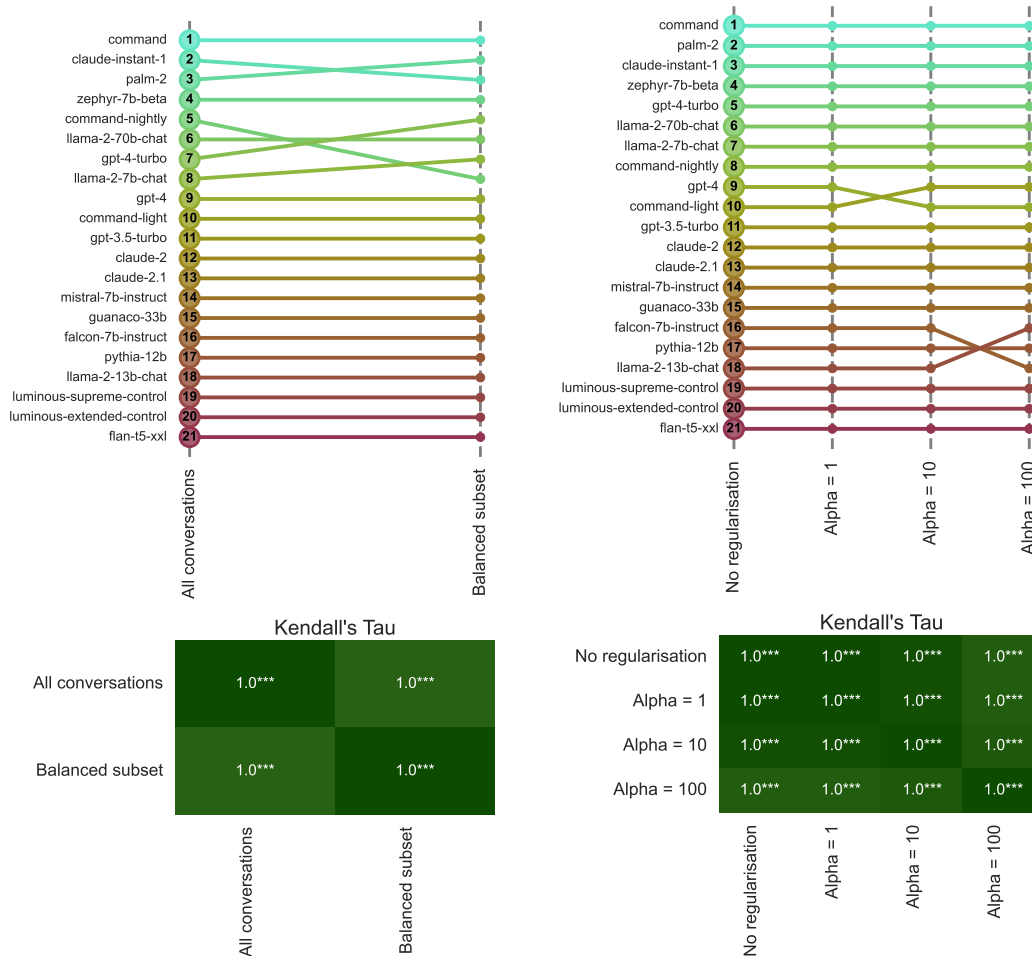 command 1
claude-instant-1 2
palm-2 3
zephyr-7b-beta 4
command-nightly 5
llama-2-70b-chat 6
gpt-4-turbo 7
llama-2-7b-chat 8
gpt-4 9
command-light 10
gpt-3.5-turbo 11
claude-2 12
claude-2.1 13
mistral-7b-instruct 14
guanaco-33b 15
falcon-7b-instruct 16
pythia-12b 17
llama-2-13b-chat 18
luminous-supreme-control 19
luminous-extended-control 20
flan-t5-xxl 21
All conversations
Balanced subset
command 1
palm-2 2
claude-instant-1 3
zephyr-7b-beta 4
gpt-4-turbo 5
llama-2-70b-chat 6
llama-2-7b-chat 7
command-nightly 8
gpt-4 9
command-light 10
gpt-3.5-turbo 11
claude-2 12
claude-2.1 13
mistral-7b-instruct 14
guanaco-33b 15
falcon-7b-instruct 16
pythia-12b 17
llama-2-13b-chat 18
luminous-supreme-control 19
luminous-extended-control 20
flan-t5-xxl 21
No regularisation
Alpha = 1
Alpha = 10
Alpha = 100
Kendall's Tau
All conversations 1.0*** 1.0***
Balanced subset 1.0*** 1.0***
All conversations
Balanced subset
Kendall's Tau
No regularisation 1.0*** 1.0*** 1.0*** 1.0***
Alpha = 1 1.0*** 1.0*** 1.0*** 1.0***
Alpha = 10 1.0*** 1.0*** 1.0*** 1.0***
Alpha = 100 1.0*** 1.0*** 1.0*** 1.0***
No regularisation
Alpha = 1
Alpha = 10
Alpha = 100